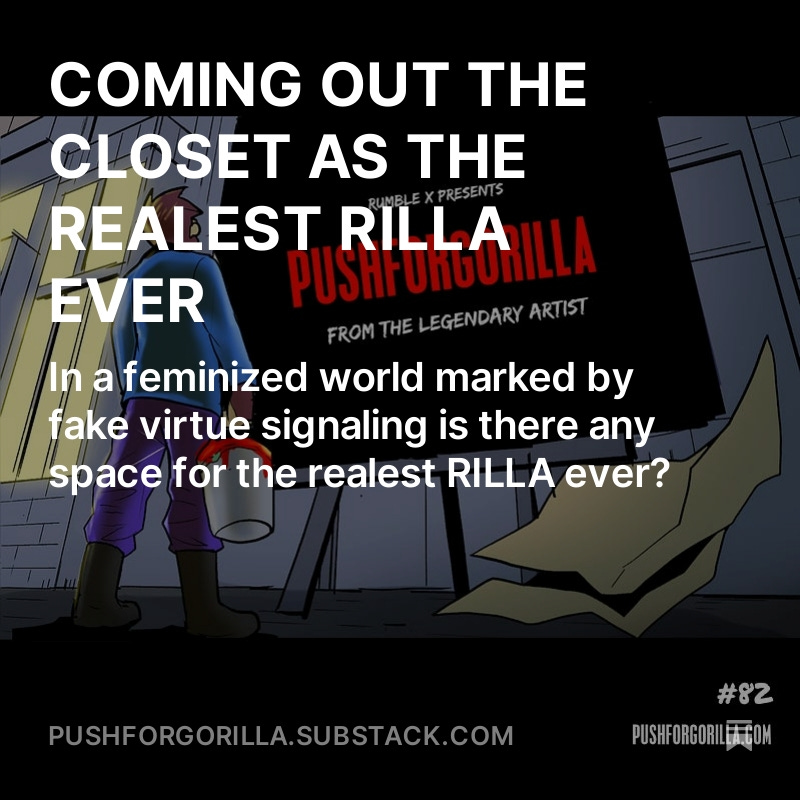 COMING OUT THE
CLOSET AS THE
REALEST RILLA
EVER
RUMBLE X PRESENTS
PUSHFORGORILLA
FROM THE LEGENDARY ARTIST
In a feminized world marked by
fake virtue signaling is there any
space for the realest RILLA ever?
#82
PUSHFORGORILLA.SUBSTACK.COM
PUSHFORGORILLA.COM